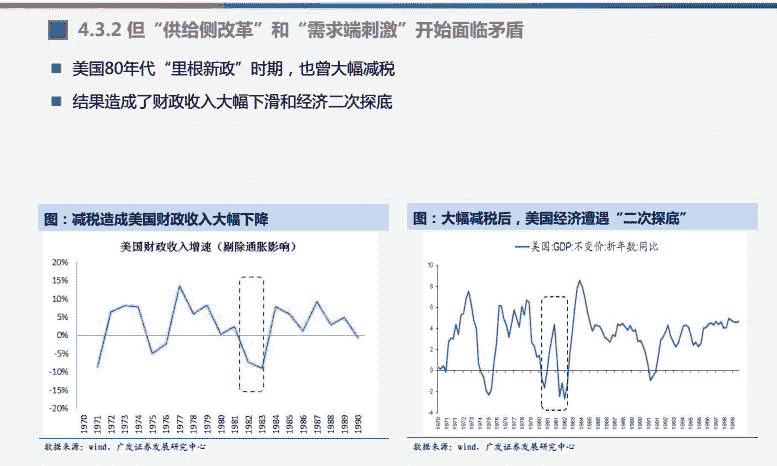 4.3.2 但“供给侧改革”和“需求端刺激”开始面临矛盾
美国80年代“里根新政”时期，也曾大幅减税
结果造成了财政收入大幅下滑和经济二次探底
图：减税造成美国财政收入大幅下降
美国财政收入增速（剔除通胀影响）
20%
15%
10%
5%
0%
-5%
-10%
-15%
-20%
1970 1971 1972 1973 1974 1975 1976 1977 1978 1979 1980 1981 1982 1983 1984 1985 1986 1987 1988 1989 1990
数据来源：wind，广发证券发展研究中心
图：大幅减税后，美国经济遭遇“二次探底”
美国:GDP:不变价:折年数:同比
10
8
6
4
2
0
-2
-4
数据来源：wind，广发证券发展研究中心